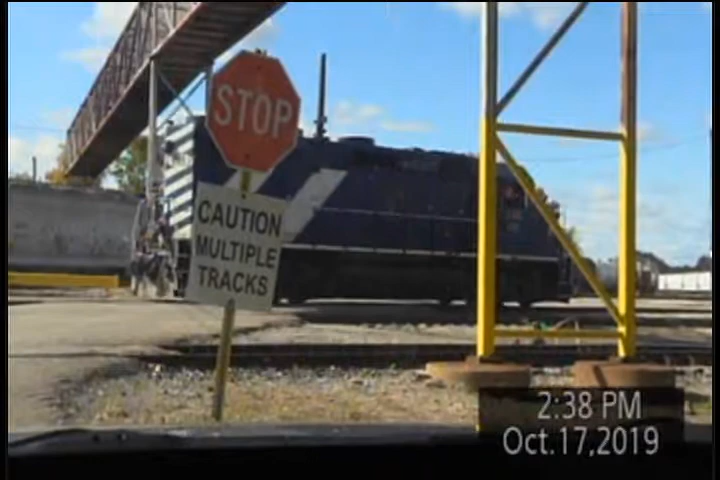 STOP
CAUTION
MULTIPLE
TRACKS
2:38 PM
Oct.17,2019